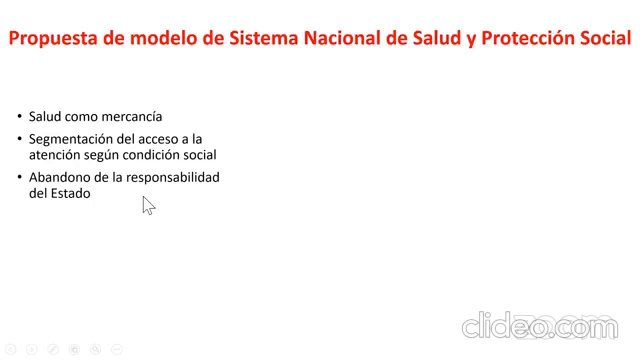 Propuesta de modelo de Sistema Nacional de Salud y Protección Social
• Salud como mercancía
• Segmentación del acceso a la
atención según condición social
• Abandono de la responsabilidad
del Estado
clideo.com